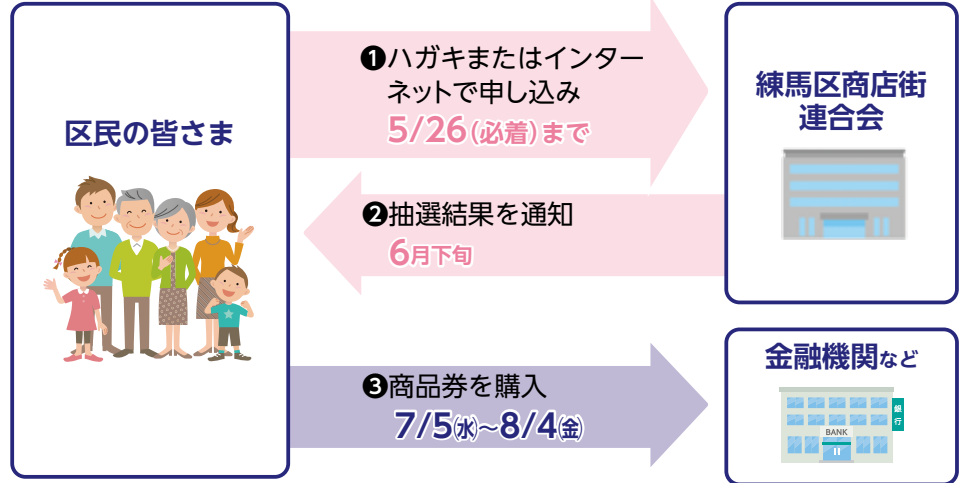 区民の皆さま
❶ハガキまたはインター
ネットで申し込み
5/26(必着)まで
練馬区商店街
連合会
❷抽選結果を通知
6月下旬
❸商品券を購入
7/5㈬～8/4㈮
金融機関など
銀行
BANK